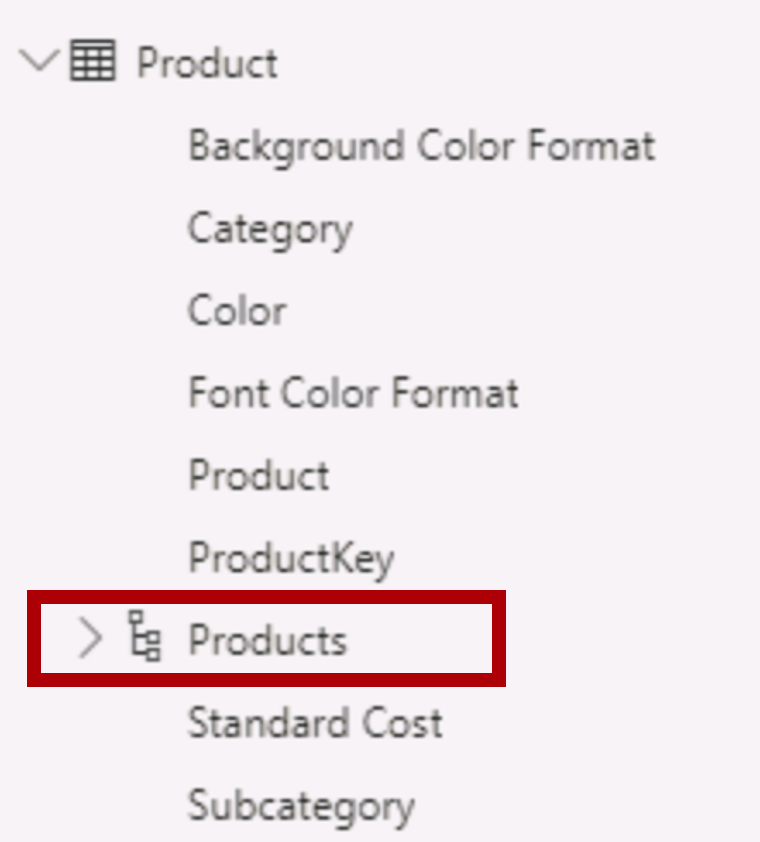 Product
Background Color Format
Category
Color
Font Color Format
Product
ProductKey
Products
Standard Cost
Subcategory